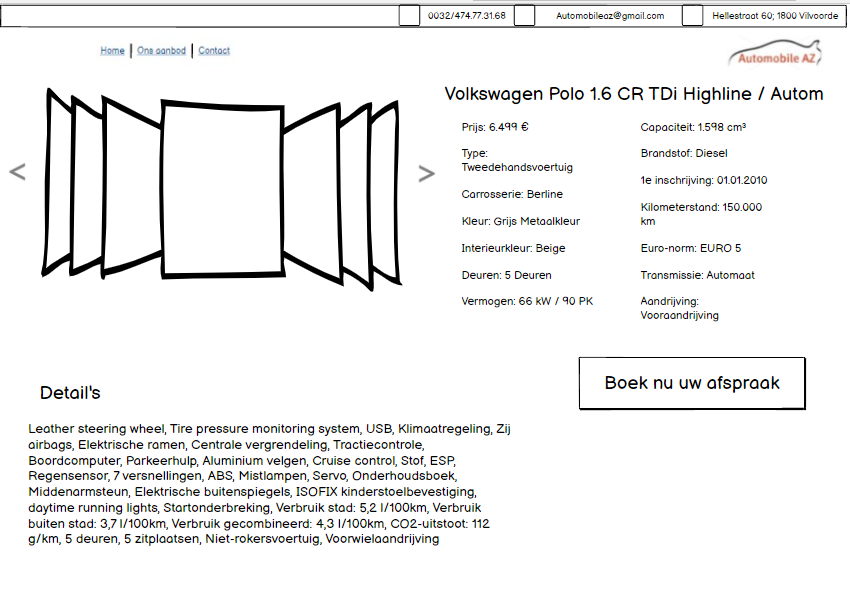 0032/474.77.31.68
Automobileaz@gmail.com
Hellestraat 60; 1800 Vilvoorde
Home | Ons aanbod | Contact
Automobile AZ
Volkswagen Polo 1.6 CR TDi Highline / Autom
Prijs: 6.499 €
Type:
Tweedehandsvoertuig
Carrosserie: Berline
Kleur: Grijs Metaalkleur
Interieurkleur: Beige
Deuren: 5 Deuren
Vermogen: 66 kW / 90 PK
Capaciteit: 1.598 cm³
Brandstof: Diesel
1e inschrijving: 01.01.2010
Kilometerstand: 150.000
km
Euro-norm: EURO 5
Transmissie: Automaat
Aandrijving:
Vooraandrijving
< >
Boek nu uw afspraak
Detail's
Leather steering wheel, Tire pressure monitoring system, USB, Klimaatregeling, Zij
airbags, Elektrische ramen, Centrale vergrendeling, Tractiecontrole,
Boordcomputer, Parkeerhulp, Aluminium velgen, Cruise control, Stof, ESP,
Regensensor, 7 versnellingen, ABS, Mistlampen, Servo, Onderhoudsboek,
Middenarmsteun, Elektrische buitenspiegels, ISOFIX kinderstoelbevestiging,
daytime running lights, Startonderbreking, Verbruik stad: 5,2 l/100km, Verbruik
buiten stad: 3,7 l/100km, Verbruik gecombineerd: 4,3 l/100km, CO2-uitstoot: 112
g/km, 5 deuren, 5 zitplaatsen, Niet-rokersvoertuig, Voorwielaandrijving